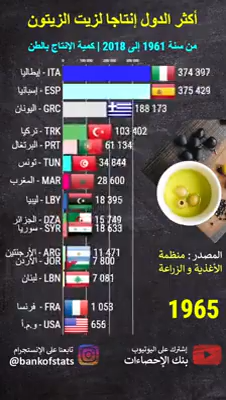 أكثر الدول إنتاجا لزيت الزيتون
من سنة 1961 إلى 2018 | كمية الإنتاج بالطن
إيطاليا - ITA 374 397
إسبانيا - ESP 375 429
اليونان - GRC 188 173
تركيا - TRK 103 402
البرتغال - PRT 61 134
تونس - TUN 34 844
المغرب - MAR 28 600
ليبيا - LBY 18 395
الجزائر - DZA 15 749
سوريا - SYR 18 633
الأرجنتين - ARG 11 471
الأردن - JOR 7 800
لبنان - LBN 7 081
فرنسا - FRA 1 053
و.م.أ - USA 655
المصدر : منظمة
الأغذية و الزراعة
1965
تابعنا على الإنستجرام
@bankofstats
إشترك على اليوتيوب
بنك الإحصاءات